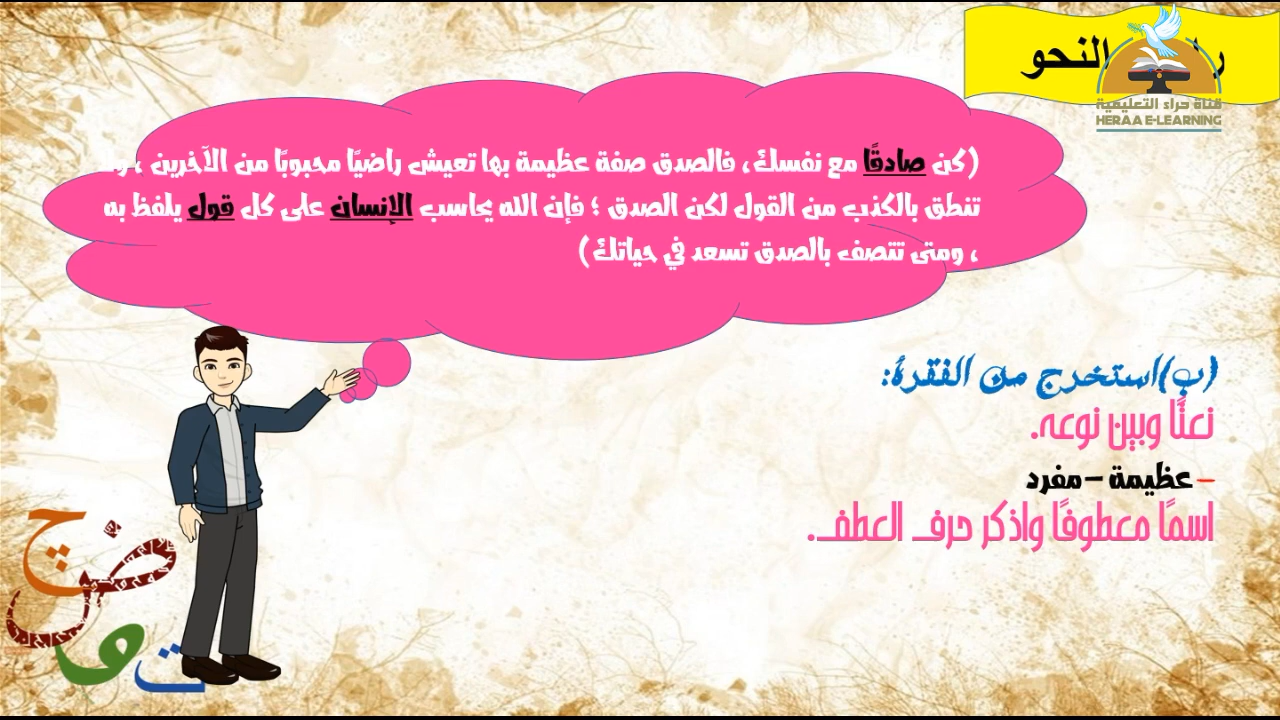 النحو
قناة حراء التعليمية
HERAA E-LEARNING
(كن صادقًا مع نفسك، فالصدق صفة عظيمة بها تعيش راضيًا محبوبًا من الآخرين ،
تنطق بالكذب من القول لكن الصدق ؛ فإن الله يحاسب الإنسان على كل قول يلفظ به
، ومتى تتصف بالصدق تسعد في حياتك)
(ب)استخرج من الفقرة:
نعتًا وبين نوعه.
– عظيمة – مفرد
اسمًا معطوفًا واذكر حرف العطف.
ج
ض
و
ت